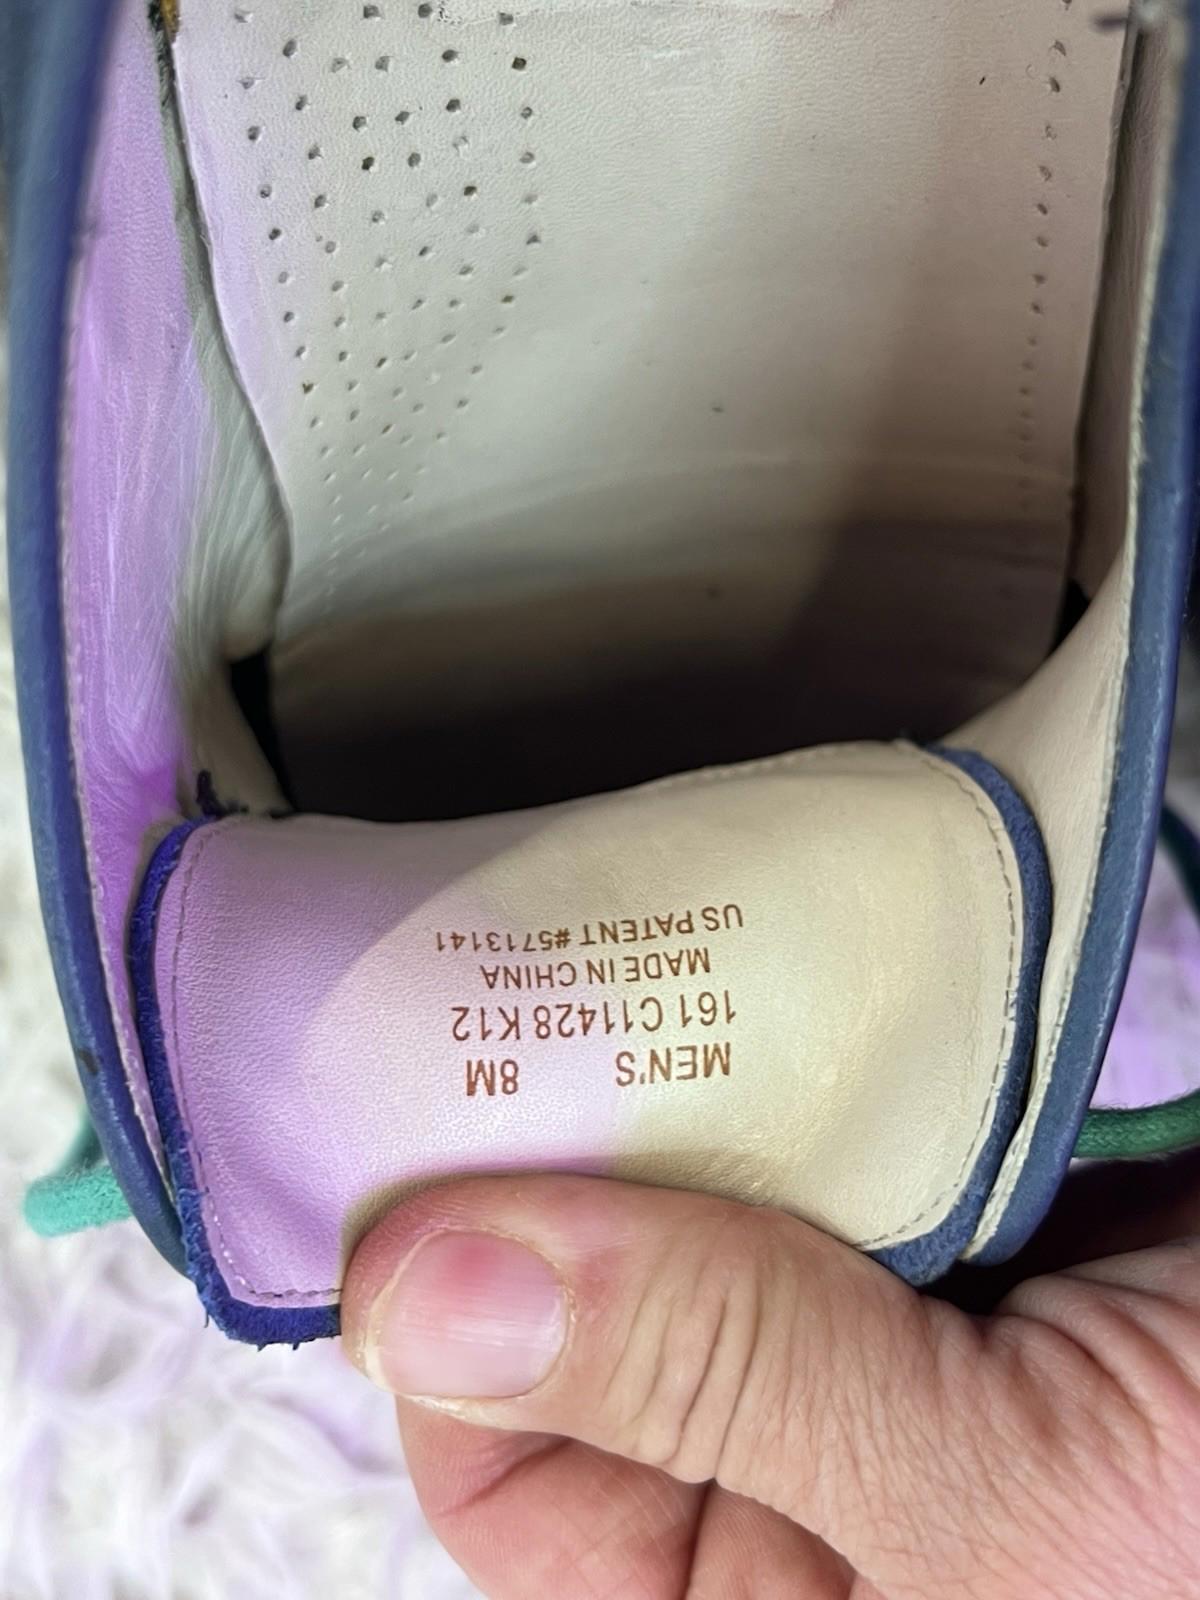 MEN'S 8M
161 C11428 K12
MADE IN CHINA
US PATENT #5713141